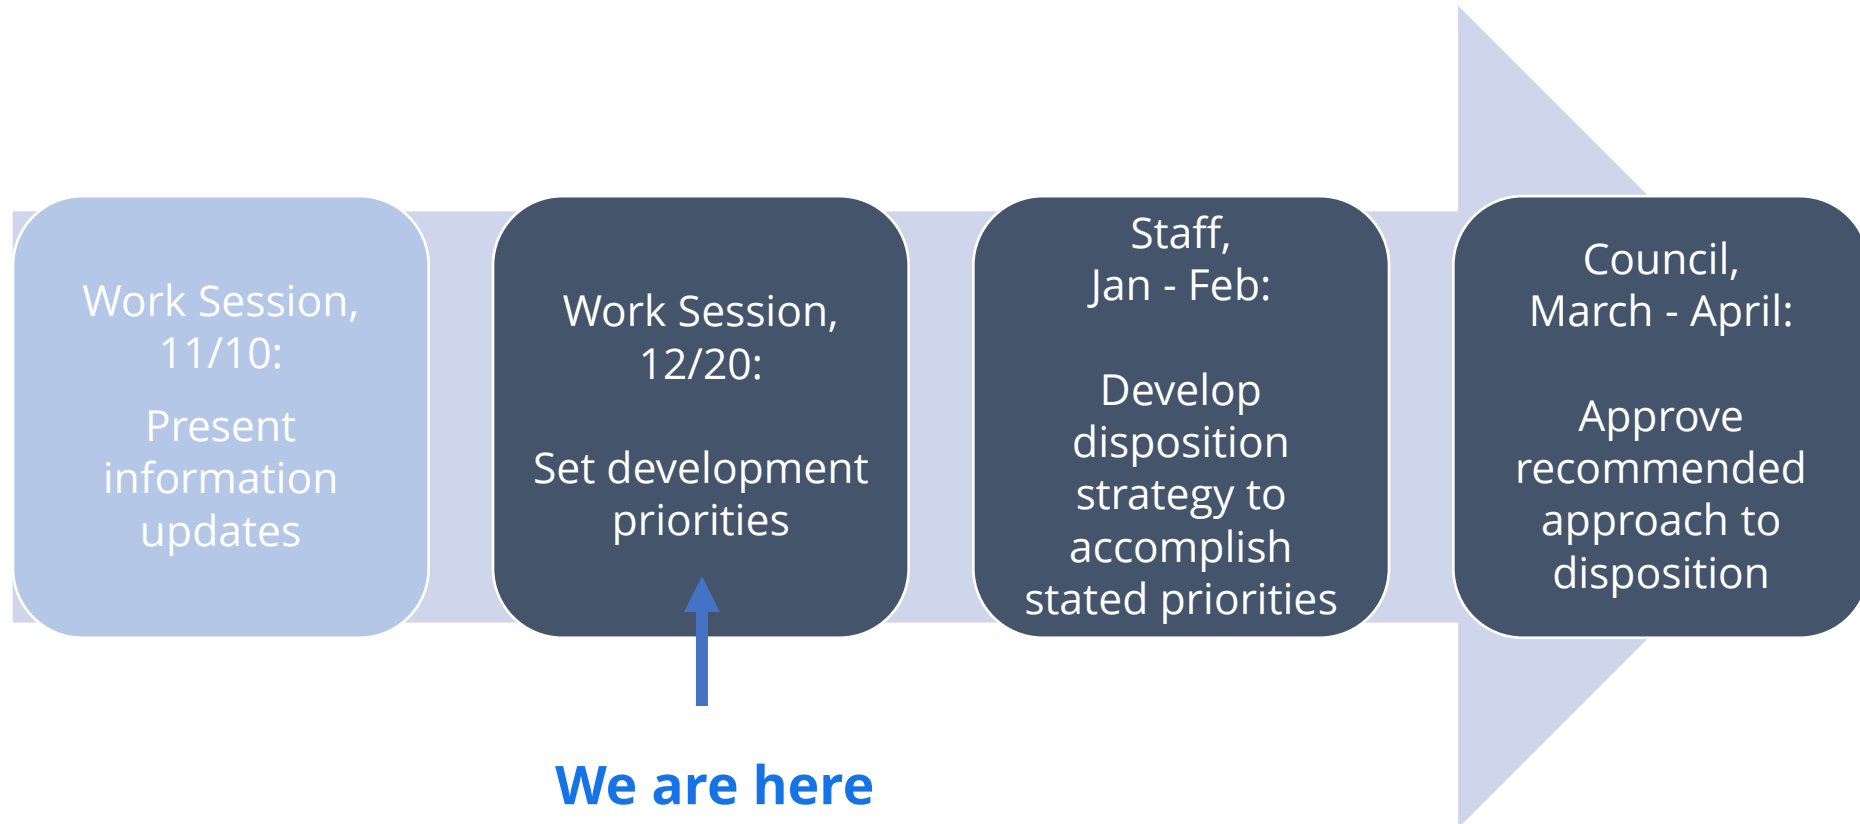 Work Session,
11/10:
Present
information
updates
Work Session,
12/20:
Set development
priorities
Staff,
Jan - Feb:
Develop
disposition
strategy to
accomplish
stated priorities
Council,
March - April:
Approve
recommended
approach to
disposition
We are here